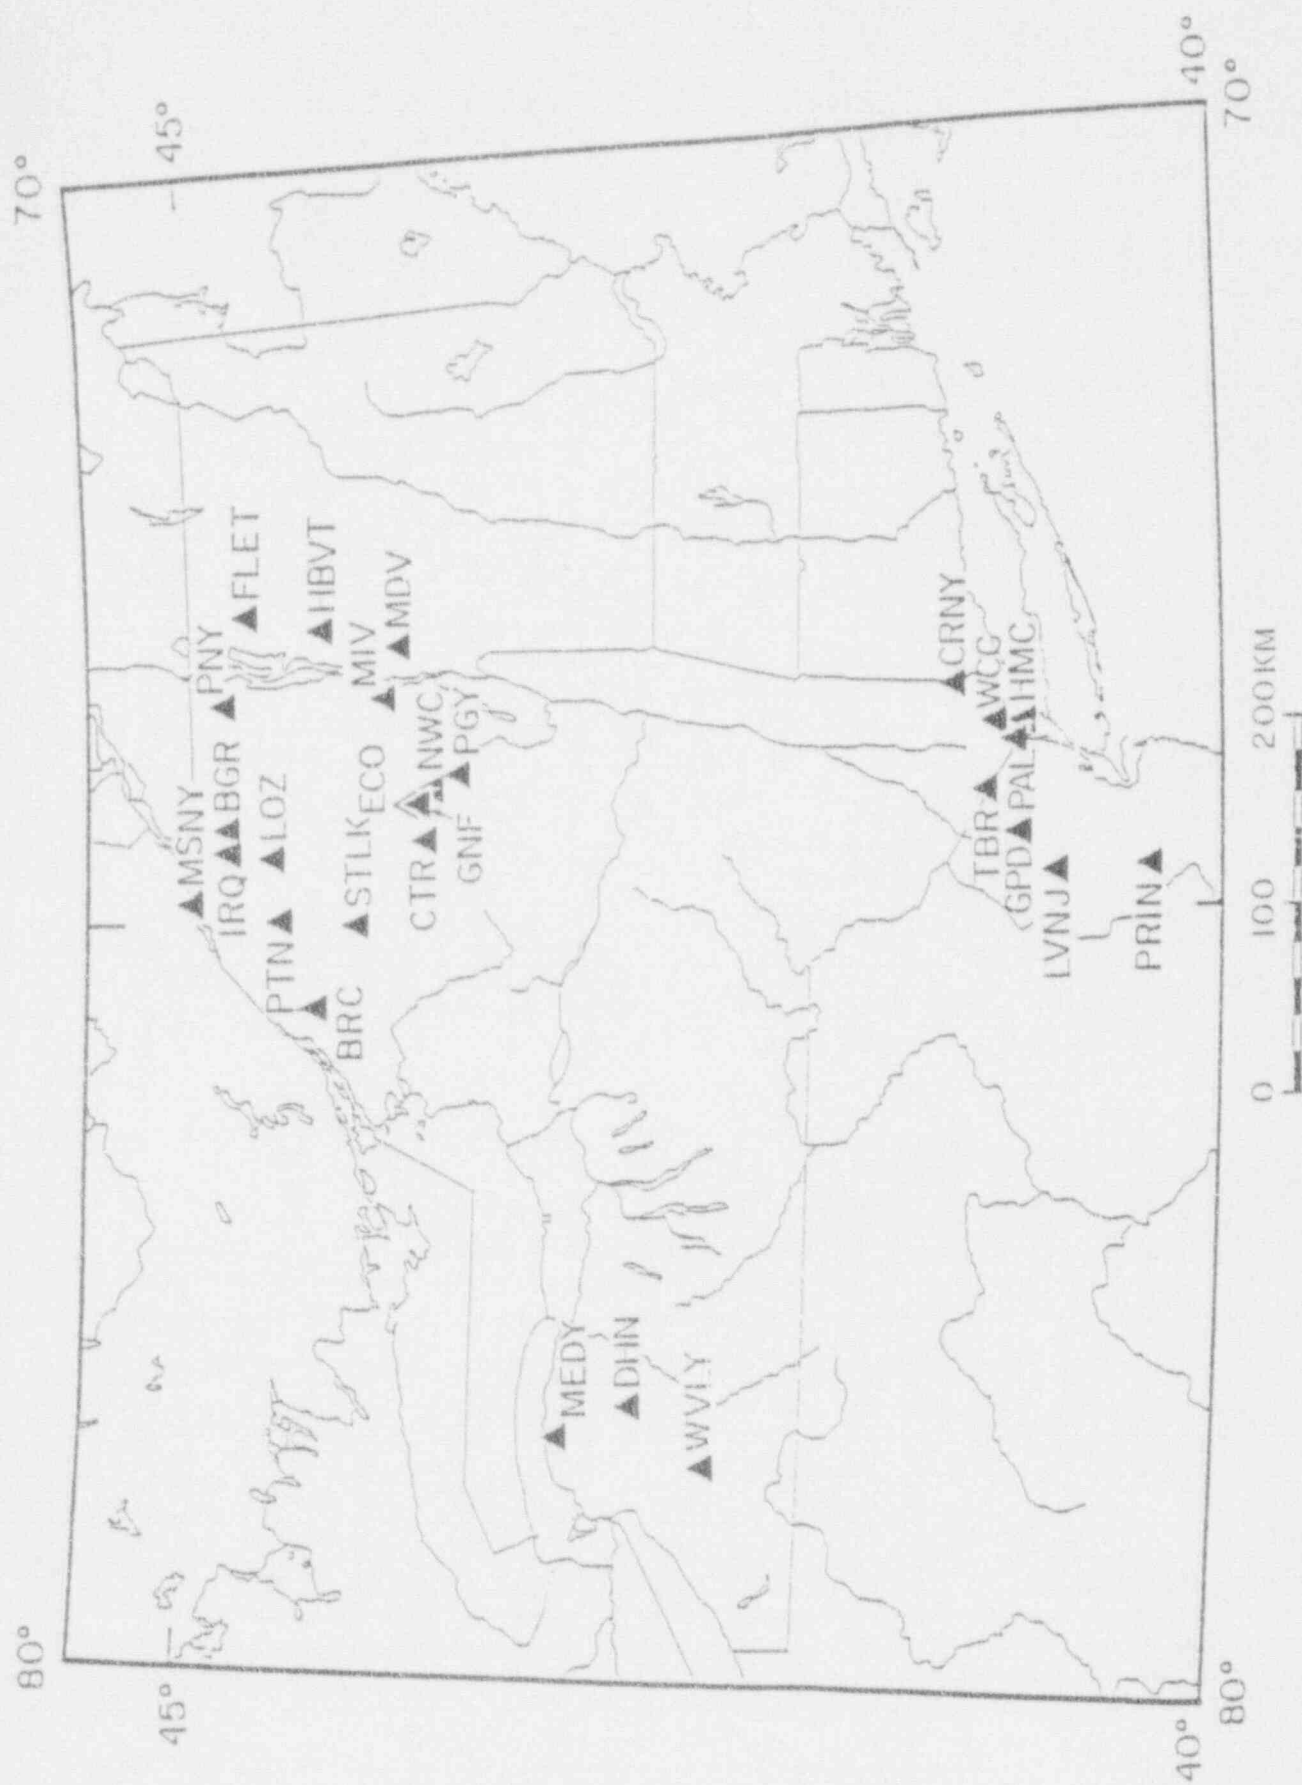 80°
70°
45°
45°
MSNY
PNY
FLET
IRQ
BGR
HBVT
PTN
LOZ
BRC
STLK
MIV
MDV
ECO
CTR
NWC
GNF
PGY
MEDY
DHN
WVLY
CRNY
WCC
TBR
GPD
PAL
HMC
LVNJ
PRIN
40°
40°
80°
70°
0
100
200KM